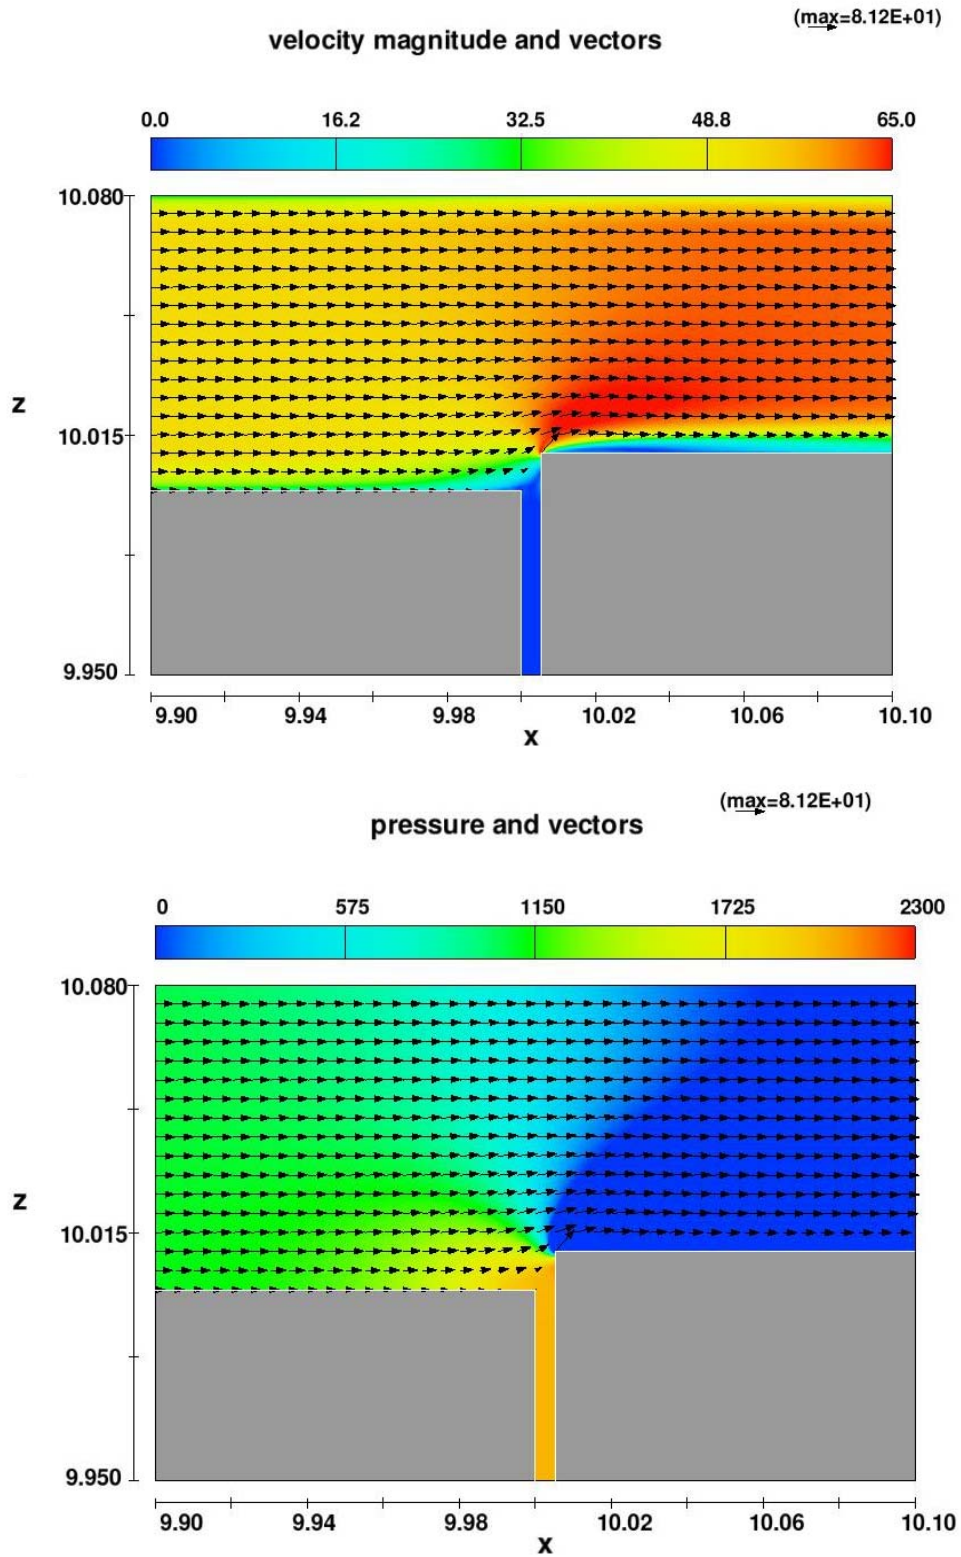 (max=8.12E+01)
velocity magnitude and vectors
0.0 16.2 32.5 48.8 65.0
10.080
z
10.015
9.950
9.90 9.94 9.98 10.02 10.06 10.10
x
(max=8.12E+01)
pressure and vectors
0 575 1150 1725 2300
10.080
z
10.015
9.950
9.90 9.94 9.98 10.02 10.06 10.10
x